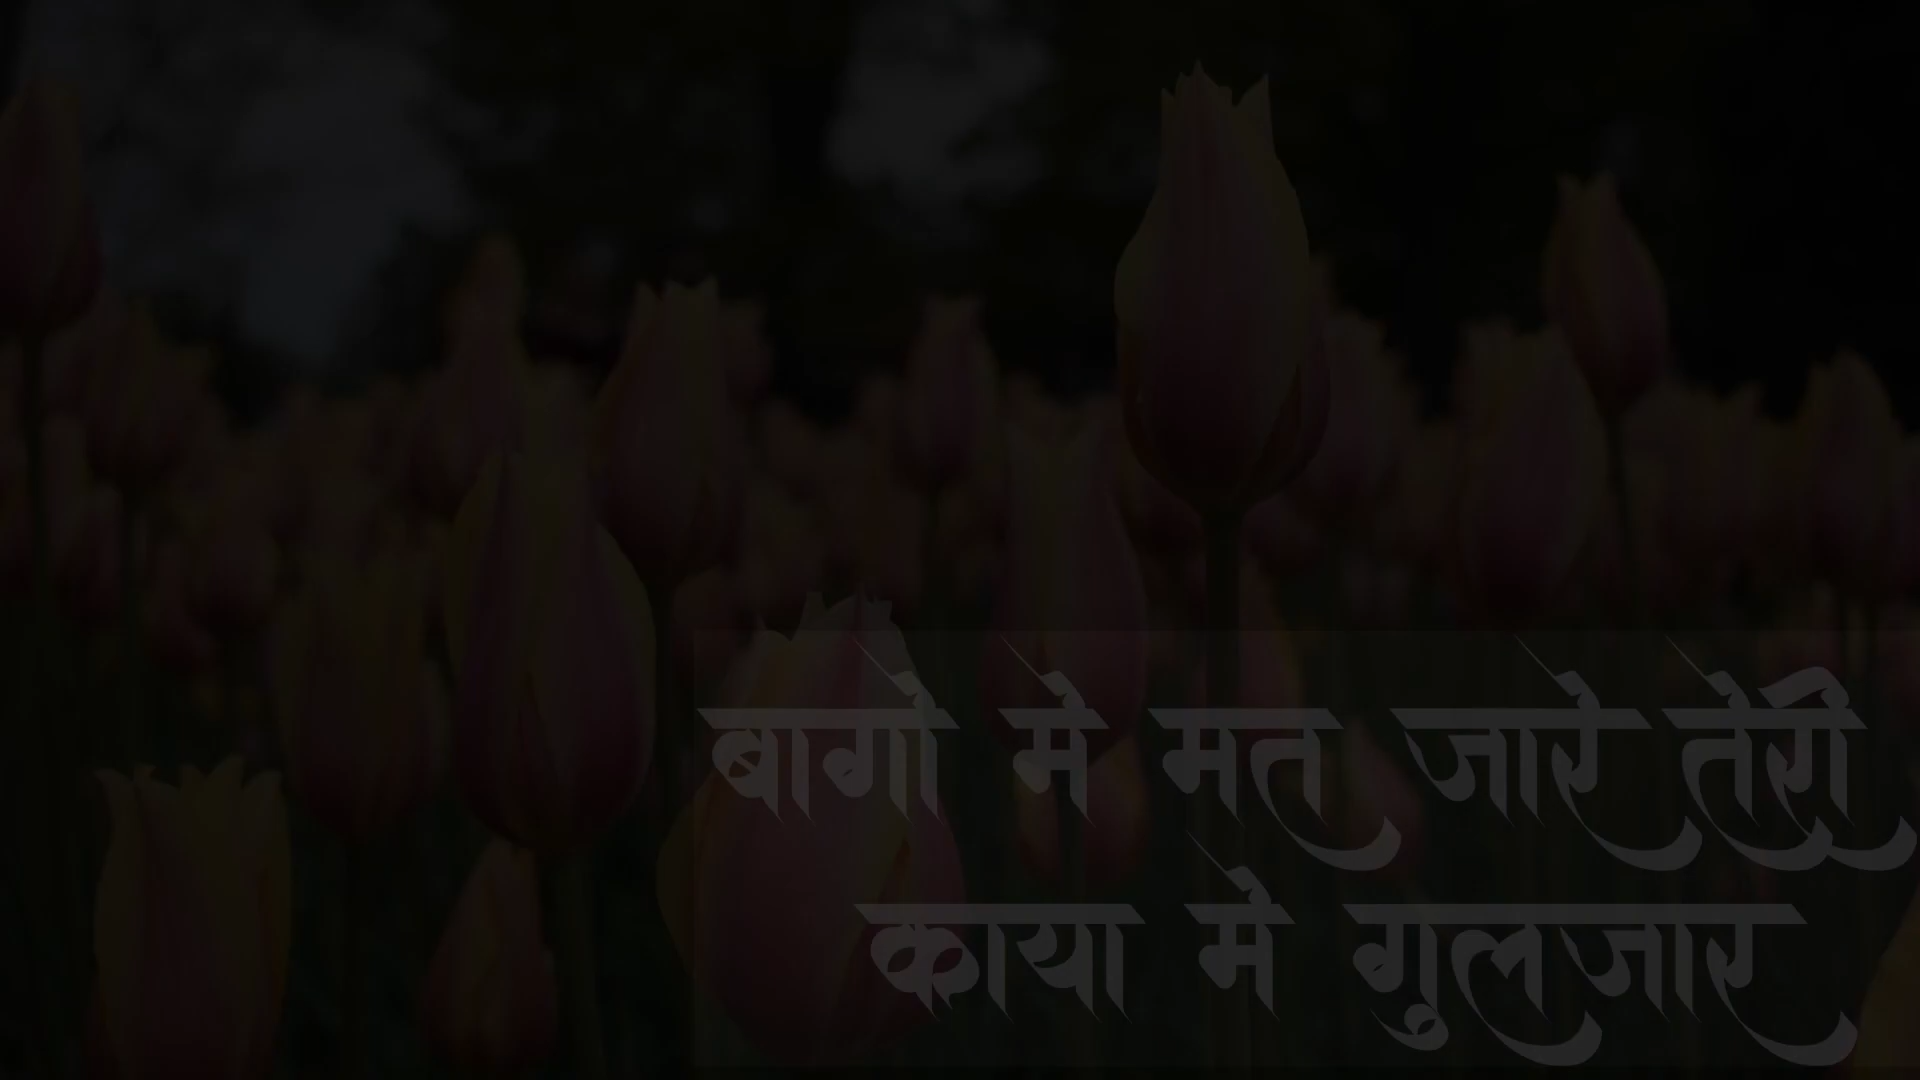 बागो मे मत जारे तेरी
काया मे गुलजार